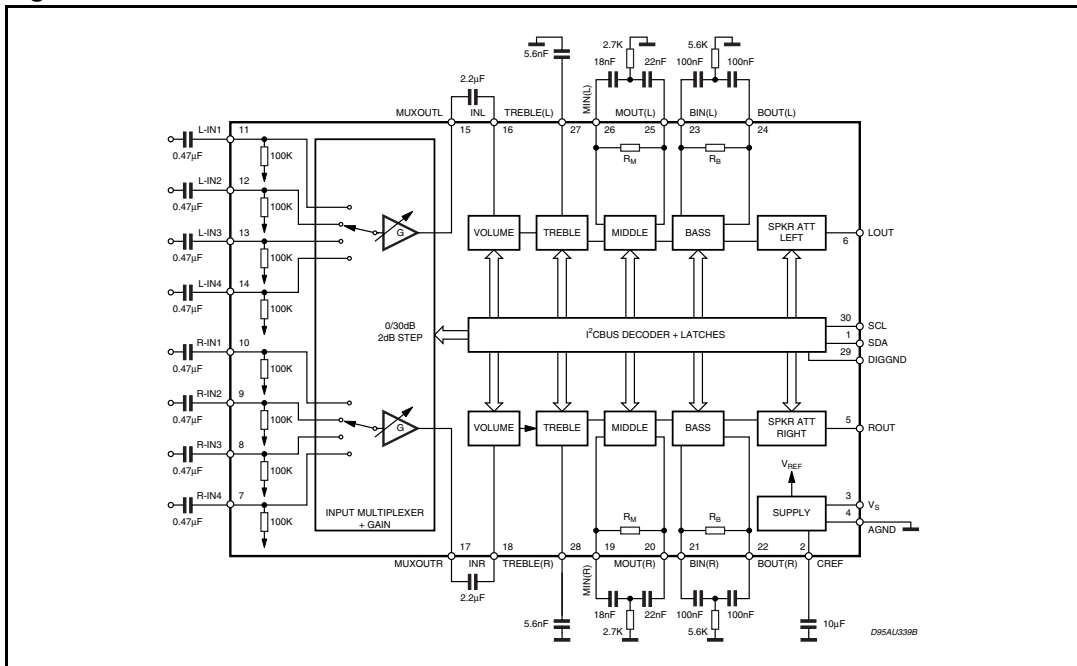 2.7K
5.6K
5.6nF
18nF
22nF
100nF
100nF
2.2µF
MUXOUTL
INL
TREBLE(L)
MIN(L)
MOUT(L)
BIN(L)
BOUT(L)
15
16
27
26
25
23
24
L-IN1
11
0.47µF
100K
RM
RB
L-IN2
12
0.47µF
100K
G
VOLUME
TREBLE
MIDDLE
BASS
SPKR ATT
LEFT
6
LOUT
L-IN3
13
0.47µF
100K
L-IN4
14
0.47µF
100K
0/30dB
2dB STEP
I²CBUS DECODER + LATCHES
30
SCL
1
SDA
29
DIGGND
R-IN1
10
0.47µF
100K
R-IN2
9
0.47µF
100K
G
VOLUME
TREBLE
MIDDLE
BASS
SPKR ATT
RIGHT
5
ROUT
R-IN3
8
0.47µF
100K
VREF
R-IN4
7
0.47µF
100K
INPUT MULTIPLEXER
+ GAIN
RM
RB
SUPPLY
3
VS
4
AGND
17
18
28
19
20
21
22
2
MUXOUTR
INR
TREBLE(R)
MIN(R)
MOUT(R)
BIN(R)
BOUT(R)
CREF
2.2µF
5.6nF
18nF
22nF
2.7K
100nF
100nF
5.6K
10µF
D95AU339B